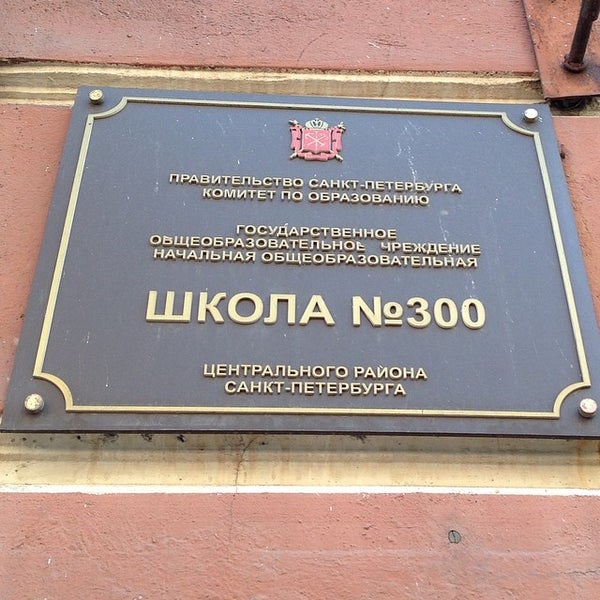 ПРАВИТЕЛЬСТВО САНКТ-ПЕТЕРБУРГА
КОМИТЕТ ПО ОБРАЗОВАНИЮ
ГОСУДАРСТВЕННОЕ
ОБЩЕОБРАЗОВАТЕЛЬНОЕ ЧРЕЖДЕНИЕ
НАЧАЛЬНАЯ ОБЩЕОБРАЗОВАТЕЛЬНАЯ
ШКОЛА №300
ЦЕНТРАЛЬНОГО РАЙОНА
САНКТ-ПЕТЕРБУРГА